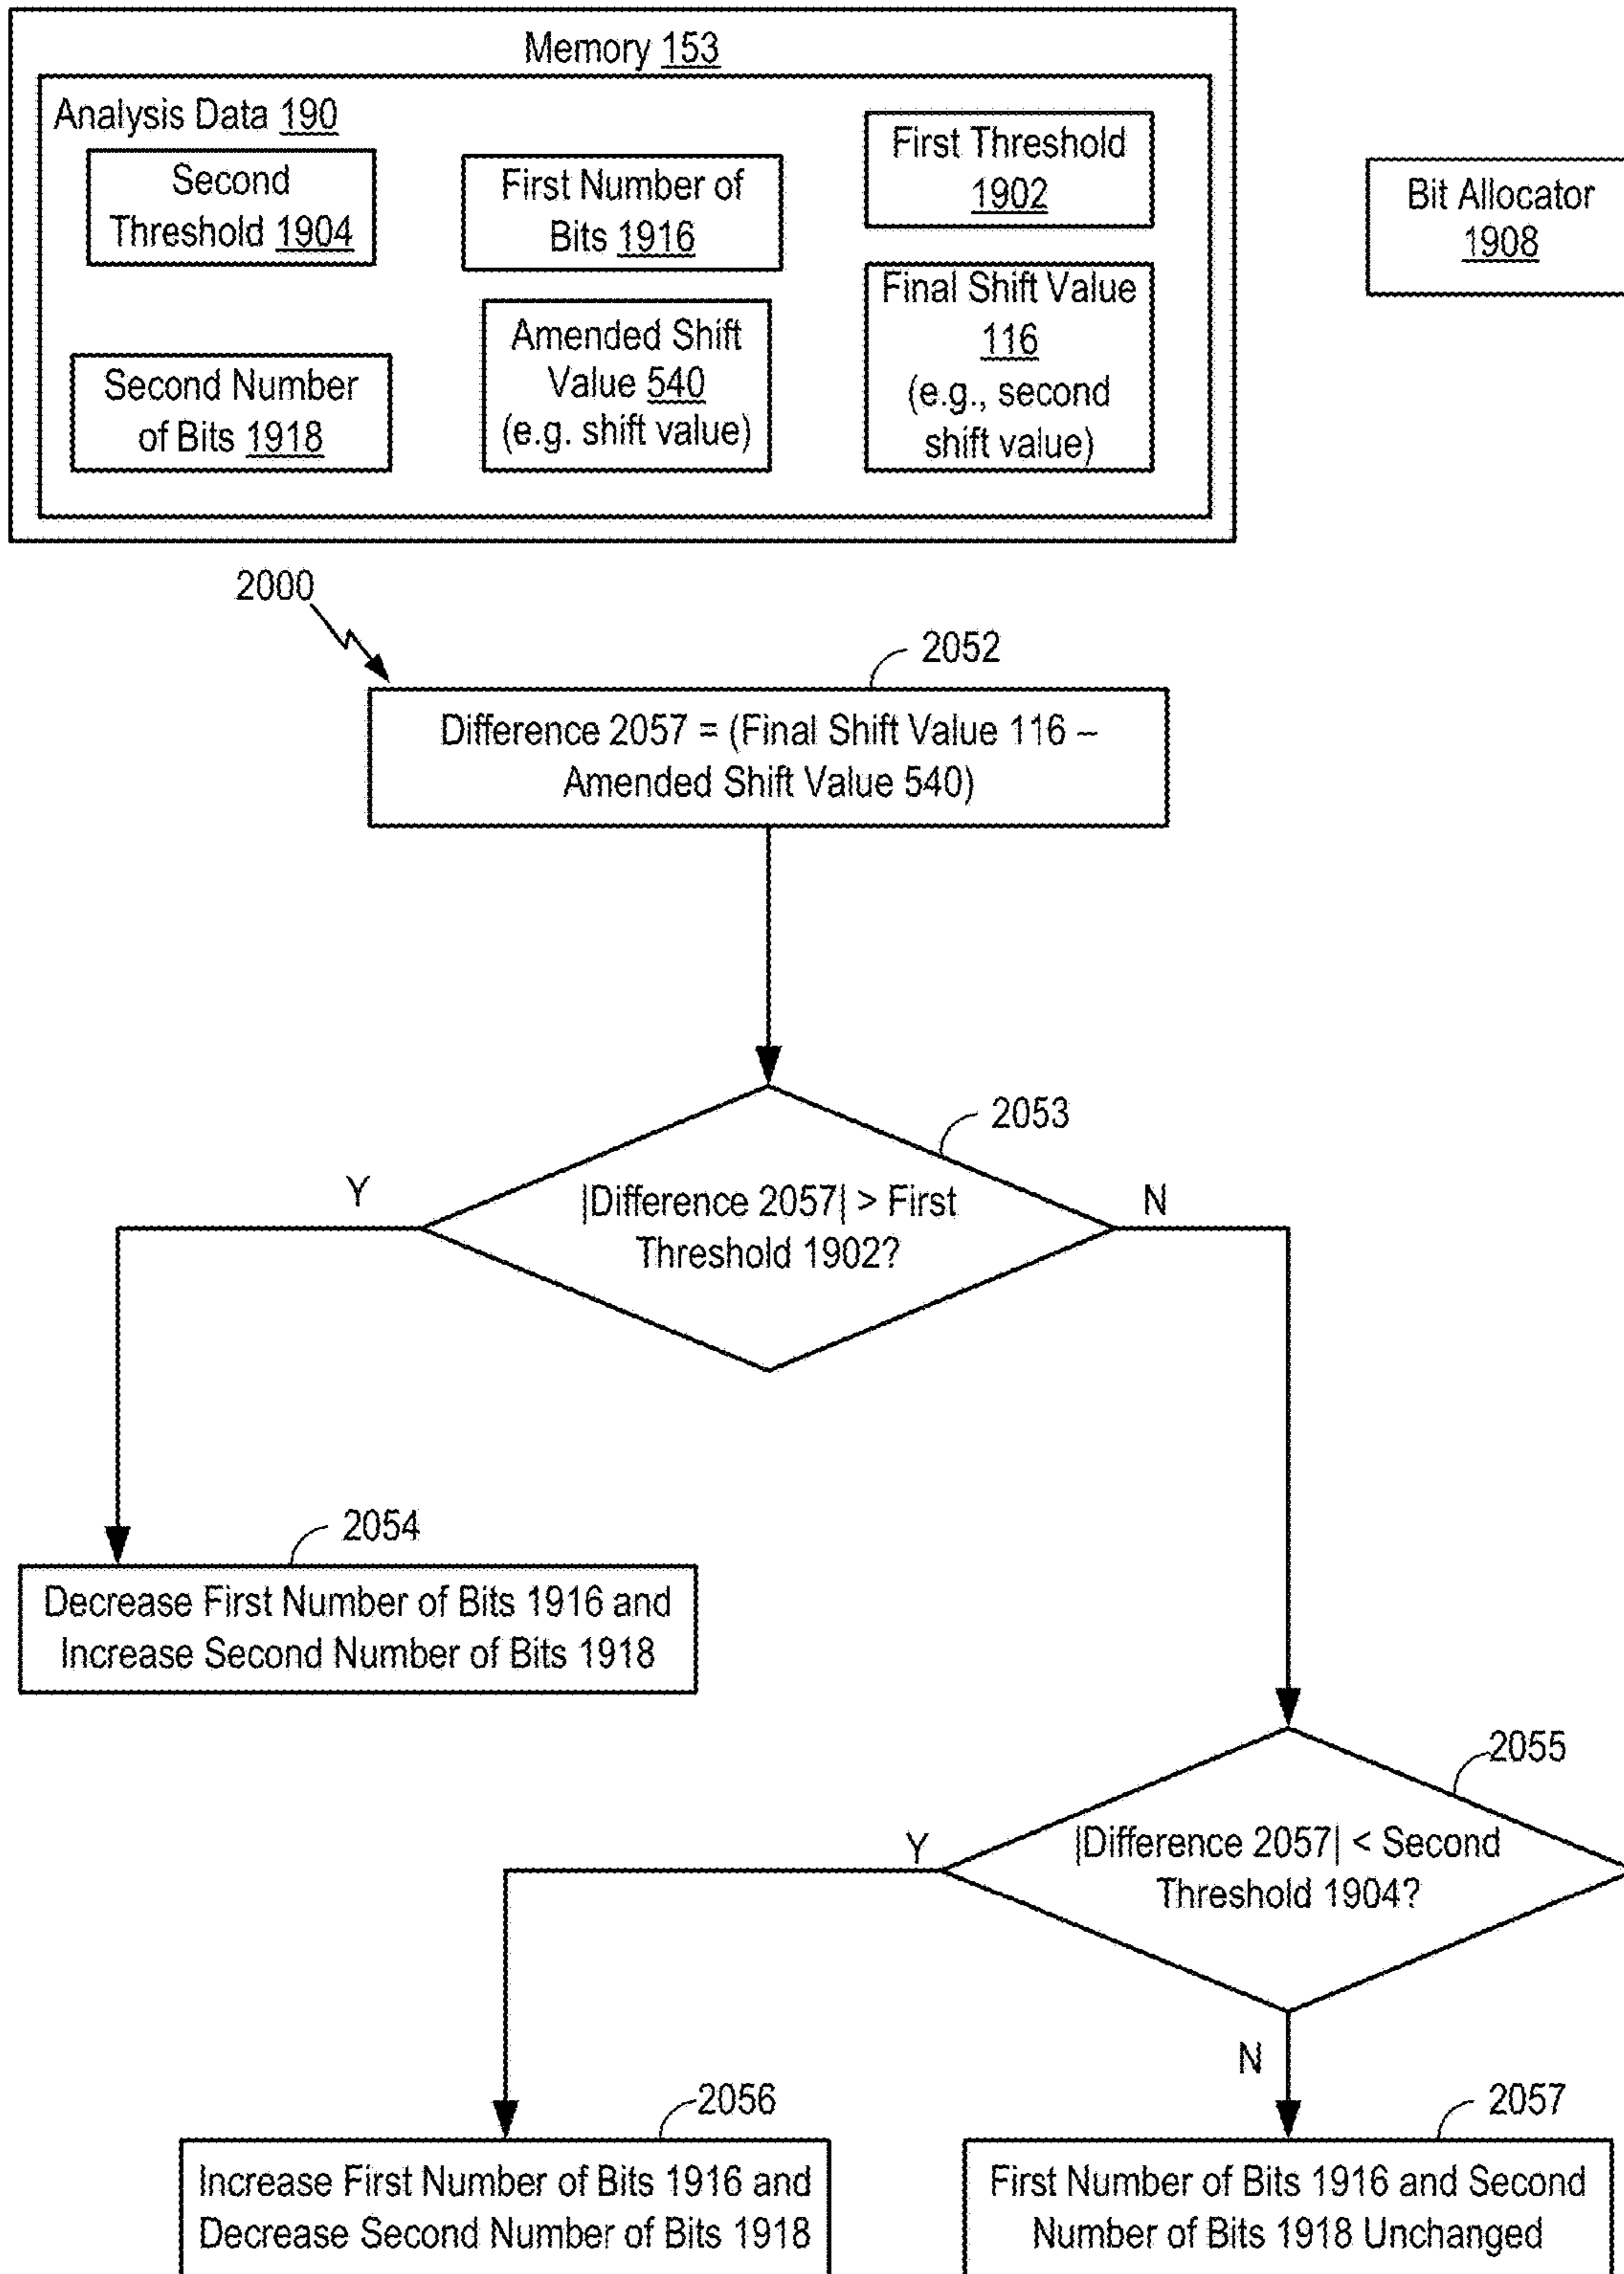 Memory 153
Analysis Data 190
Second
Threshold 1904
First Number of
Bits 1916
First Threshold
1902
Bit Allocator
1908
Second Number
of Bits 1918
Amended Shift
Value 540
(e.g. shift value)
Final Shift Value
116
(e.g., second
shift value)
2000
2052
Difference 2057 = (Final Shift Value 116 –
Amended Shift Value 540)
2053
Y
|Difference 2057| > First
Threshold 1902?
N
2054
Decrease First Number of Bits 1916 and
Increase Second Number of Bits 1918
2055
Y
|Difference 2057| < Second
Threshold 1904?
N
2056
Increase First Number of Bits 1916 and
Decrease Second Number of Bits 1918
2057
First Number of Bits 1916 and Second
Number of Bits 1918 Unchanged